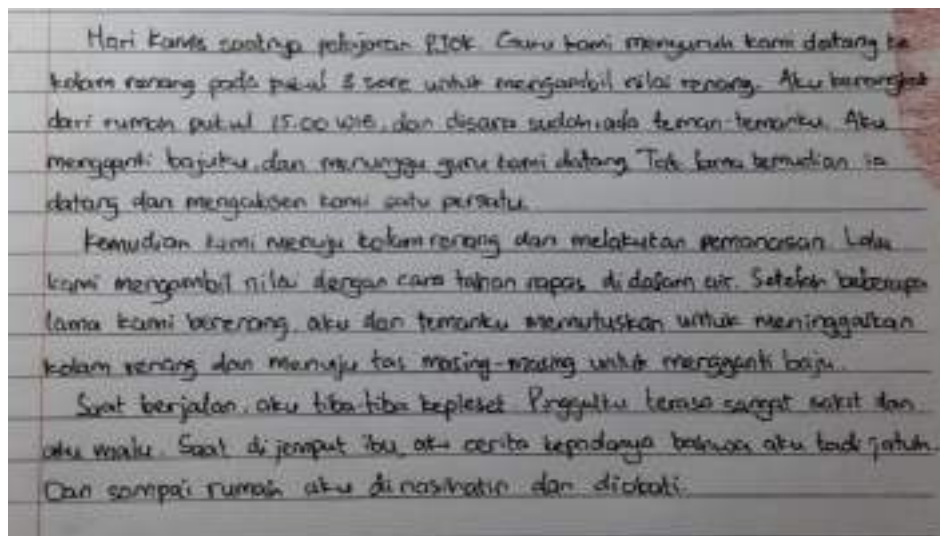 Hari Kamis saatnya pelajaran PJOK. Guru kami menyuruh kami datang ke
kolam renang pada pukul 3 sore untuk mengambil nilai renang. Aku berangkat
dari rumah pukul 15.00 WIB, dan disana sudah ada teman-temanku. Aku
mengganti bajuku, dan menunggu guru kami datang. Tak lama kemudian ia
datang dan mengabsen kami satu persatu.
Kemudian kami menuju kolam renang dan melakukan pemanasan. Lalu
kami mengambil nilai dengan cara tahan napas di dalam air. Setelah beberapa
lama kami berenang, aku dan temanku memutuskan untuk meninggalkan
kolam renang dan menuju tas masing-masing untuk mengganti baju.
Saat berjalan, aku tiba-tiba kepleset. Pinggulku terasa sangat sakit dan
aku malu. Saat di jemput ibu, aku cerita kepadanya bahwa aku tadi jatuh.
Dan sampai rumah aku dinasihatin dan diobati.